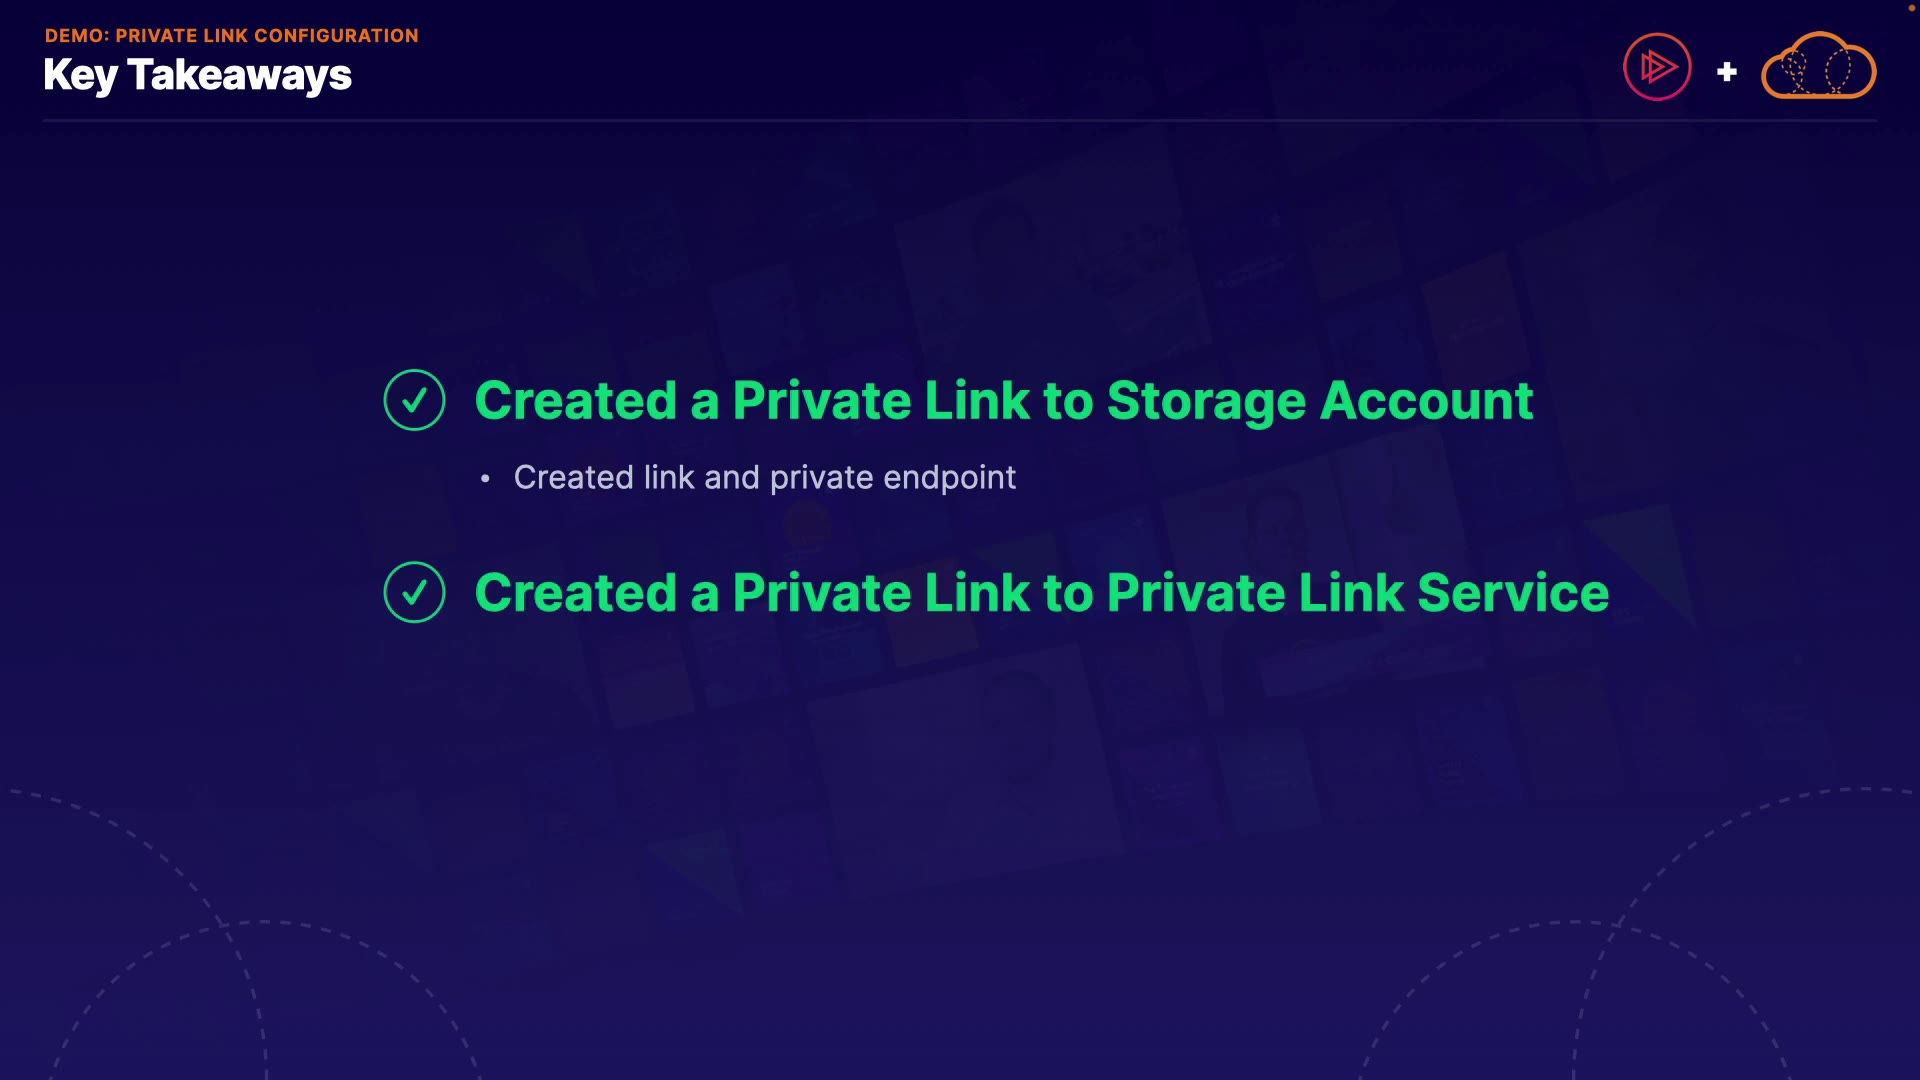 DEMO: PRIVATE LINK CONFIGURATION
Key Takeaways
Created a Private Link to Storage Account
• Created link and private endpoint
Created a Private Link to Private Link Service